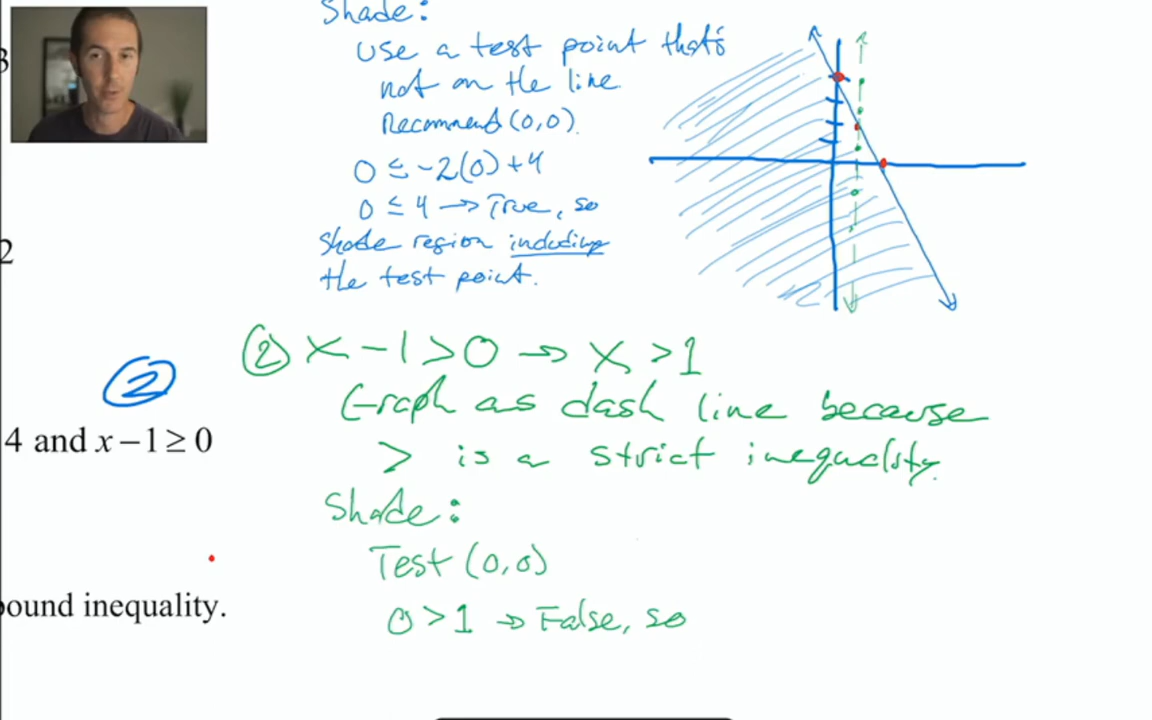 Shade:
Use a test point that's
not on the line.
Recommend (0,0).
0 ≤ -2(0)+4
0 ≤ 4 → True, so
Shade region including
the test point.
3
2
② x-1>0 → x>1
Graph as dash line because
> is a strict inequality.
Shade:
Test (0,0)
0>1 → False, so
②
4 and x−1≥0
ound inequality.